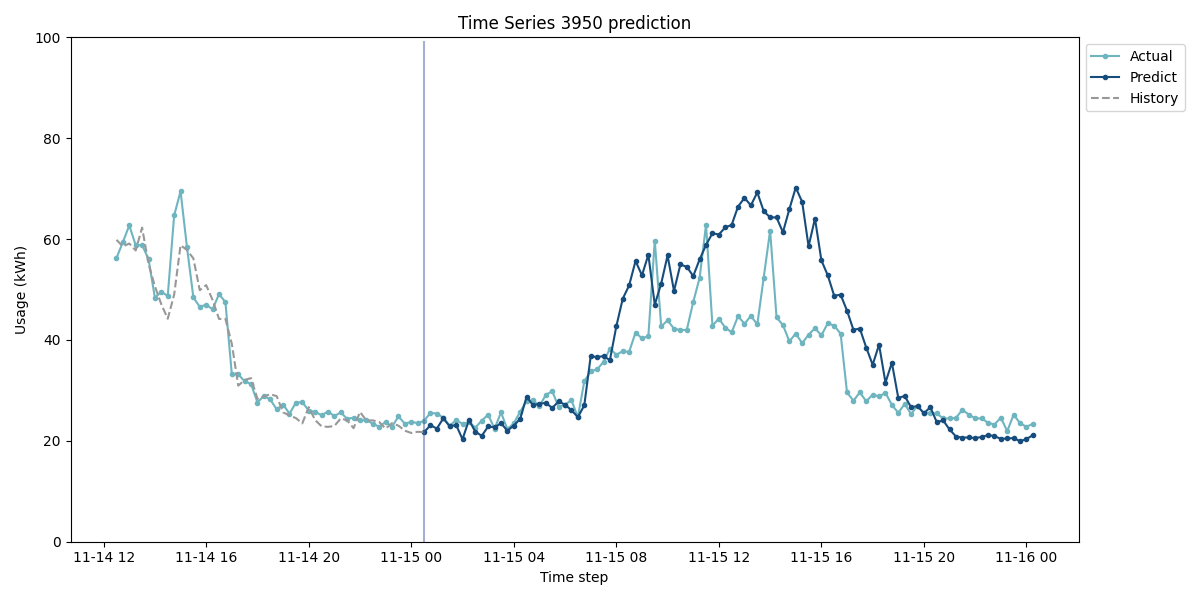 Time Series 3950 prediction
Usage (kWh)
100
80
60
40
20
0
11-14 12
11-14 16
11-14 20
11-15 00
11-15 04
11-15 08
11-15 12
11-15 16
11-15 20
11-16 00
Time step
Actual
Predict
History